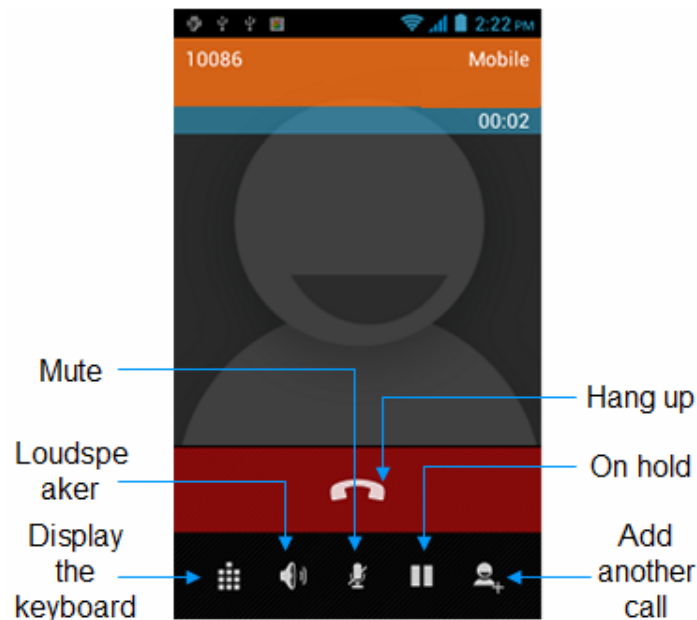 2:22 PM
10086 Mobile
00:02
Mute
Hang up
Loudspe
aker
On hold
Display
the
keyboard
Add
another
call